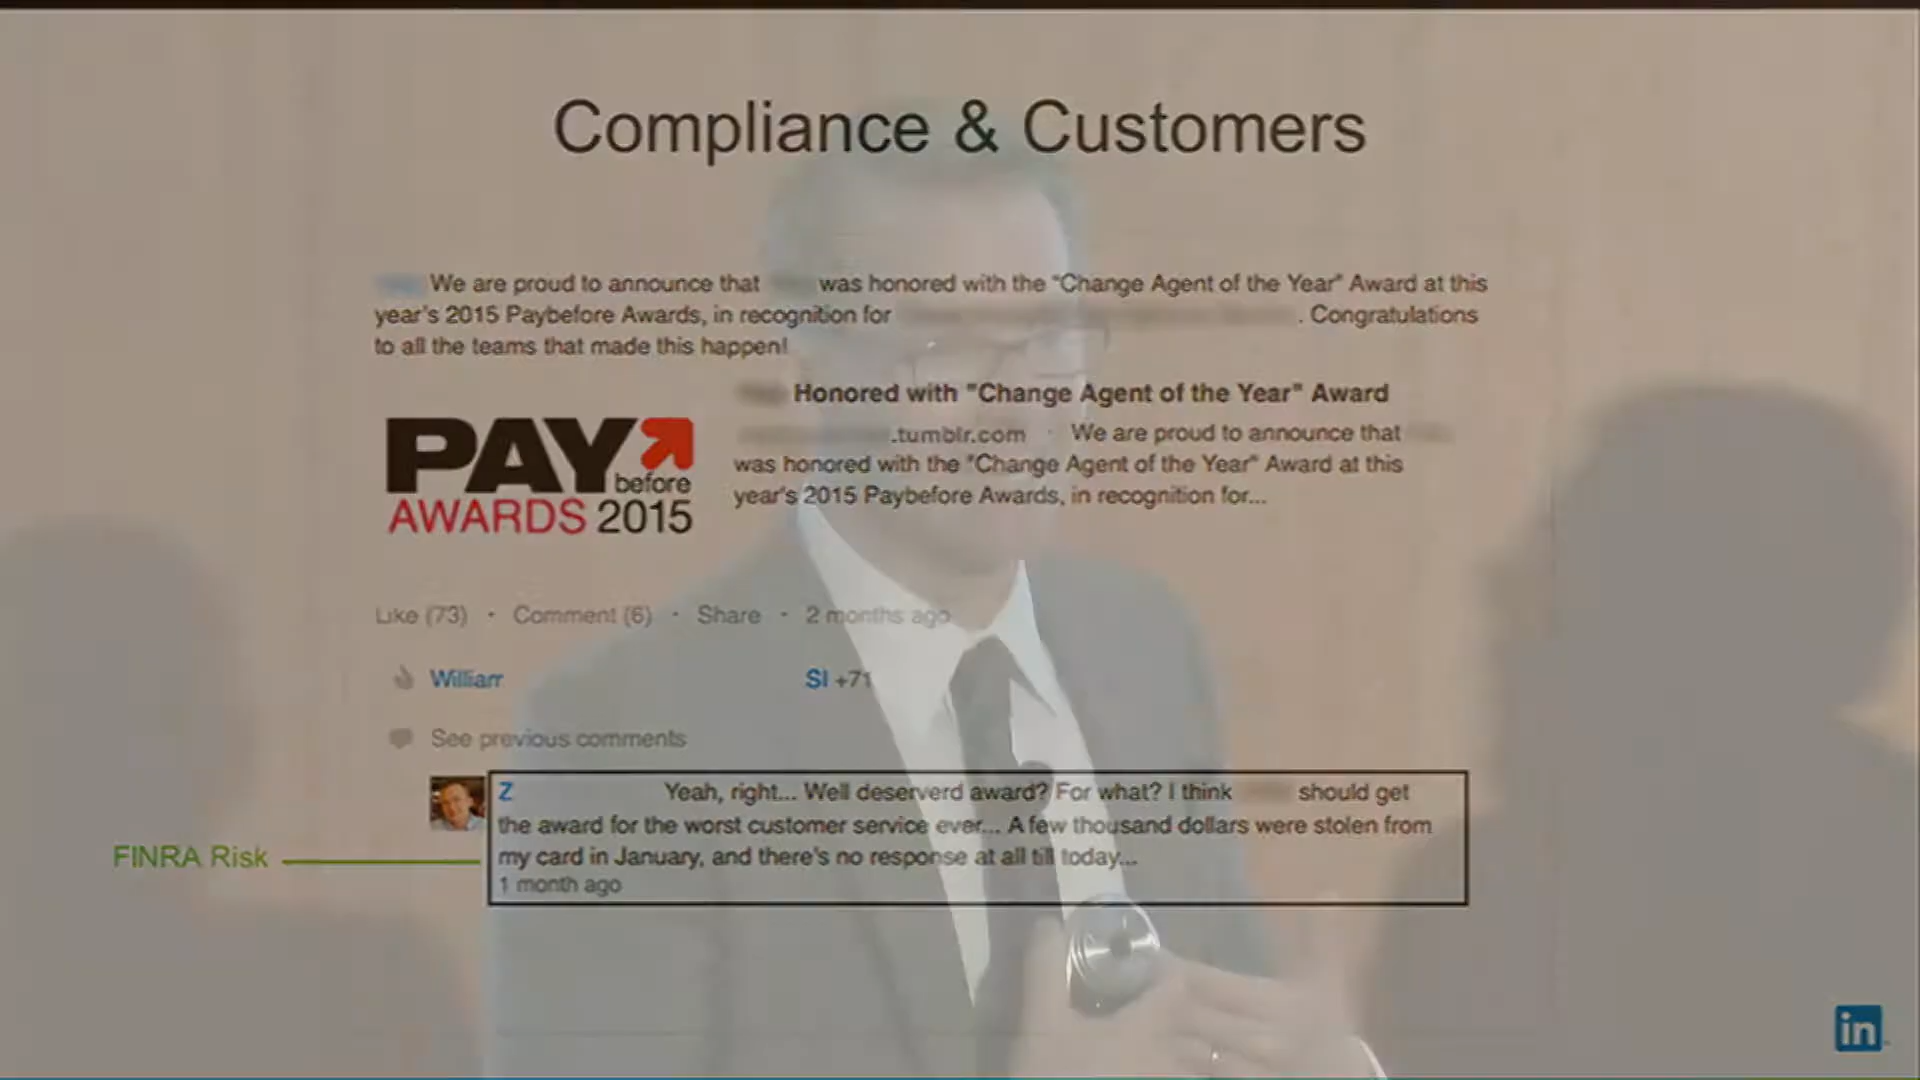 Compliance & Customers
We are proud to announce that was honored with the "Change Agent of the Year" Award at this
year's 2015 Paybefore Awards, in recognition for . Congratulations
to all the teams that made this happen!
Honored with "Change Agent of the Year" Award
.tumblr.com · We are proud to announce that
was honored with the "Change Agent of the Year" Award at this
year's 2015 Paybefore Awards, in recognition for...
PAY
before
AWARDS 2015
Like (73) · Comment (6) · Share · 2 months ago
Williarr SI +71
See previous comments
Z Yeah, right... Well deserverd award? For what? I think should get
the award for the worst customer service ever... A few thousand dollars were stolen from
my card in January, and there's no response at all till today...
1 month ago
FINRA Risk
in